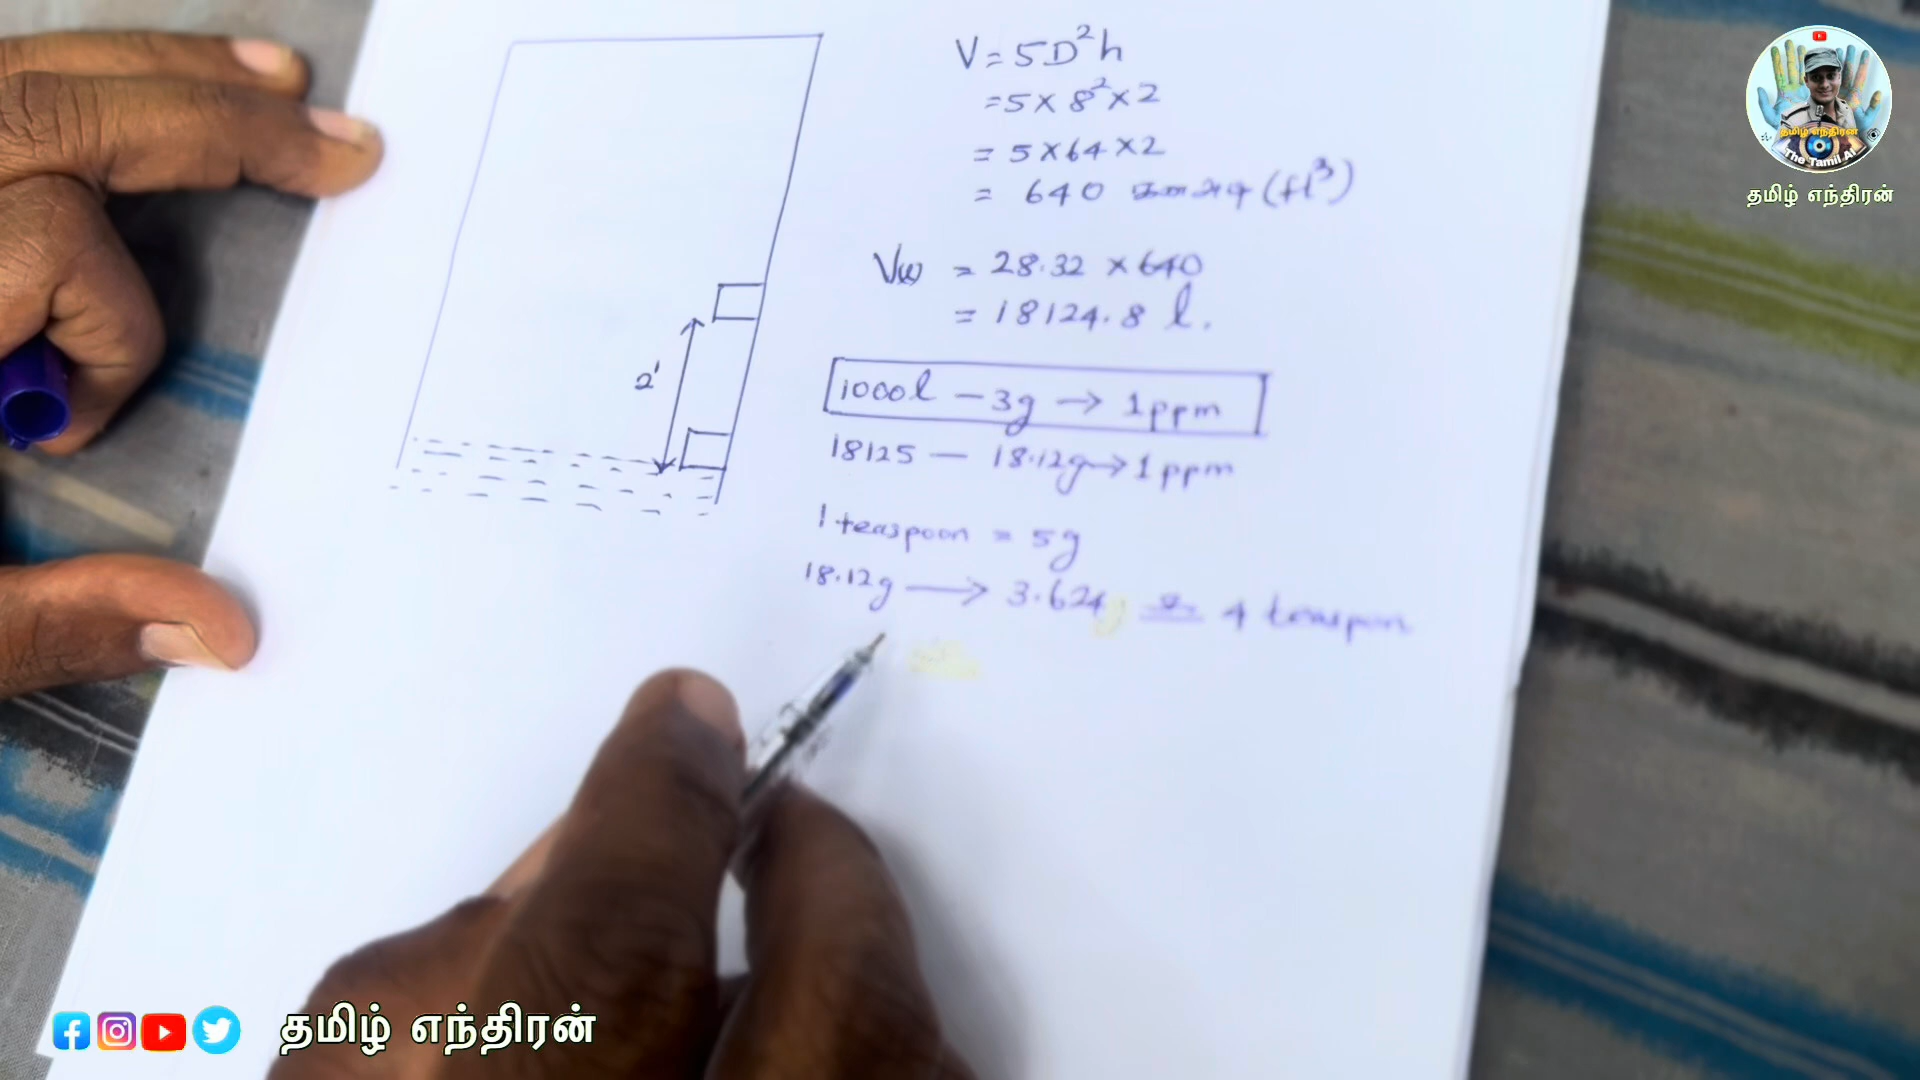 V = 5D²h
= 5 × 8² × 2
= 5 × 64 × 2
= 640 கனஅடி (ft³)
Vw = 28.32 × 640
= 18124.8 l.
1000l — 3g → 1ppm
18125 — 18.12g → 1ppm
1 teaspoon = 5g
18.12g → 3.624 ≃ 4 teaspon
2'
தமிழ் எந்திரன்
The Tamil Ai
தமிழ் எந்திரன்
தமிழ் எந்திரன்